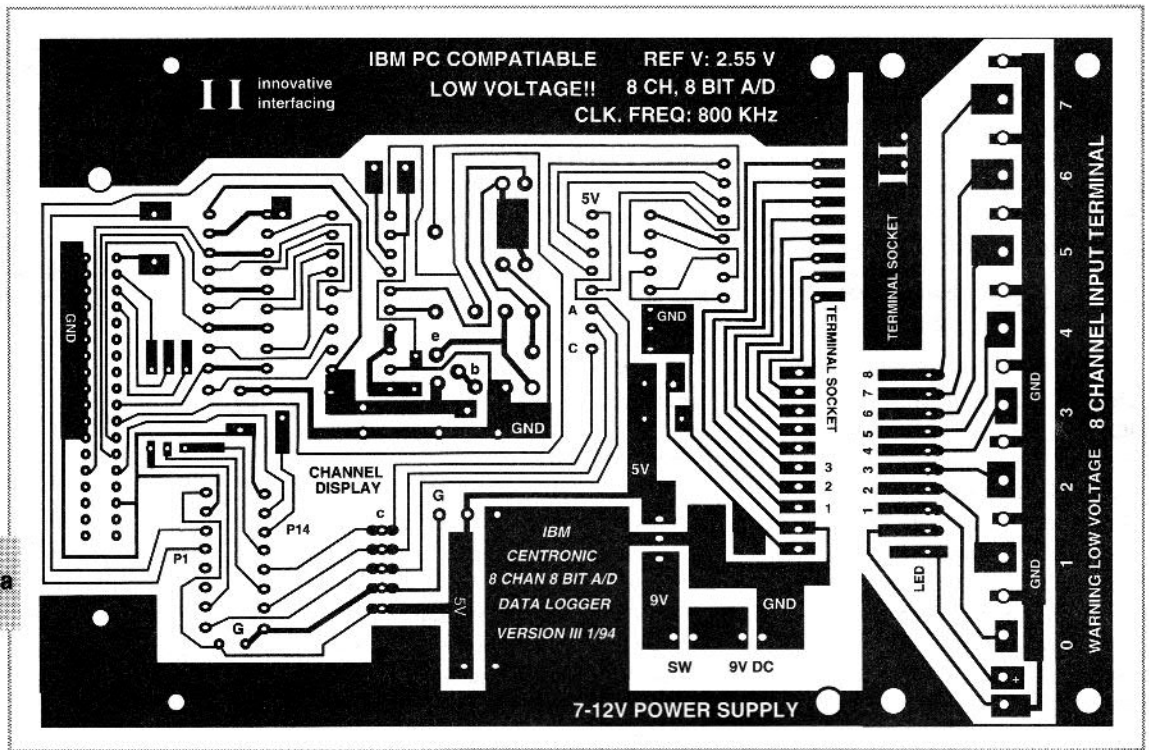 IBM PC COMPATIABLE REF V: 2.55 V
I I innovative
interfacing
LOW VOLTAGE!! 8 CH, 8 BIT A/D
CLK. FREQ: 800 KHz
I.I.
TERMINAL SOCKET
5V
A
C
GND
GND
e
b
GND
TERMINAL SOCKET
3
2
1
8
7
6
5
4
3
2
1
LED
7
6
5
4
3
2
1
0
GND
GND
+
WARNING LOW VOLTAGE 8 CHANNEL INPUT TERMINAL
CHANNEL
DISPLAY
P14
P1
c
G
G
5V
5V
9V
GND
SW 9V DC
IBM
CENTRONIC
8 CHAN 8 BIT A/D
DATA LOGGER
VERSION III 1/94
7-12V POWER SUPPLY
a